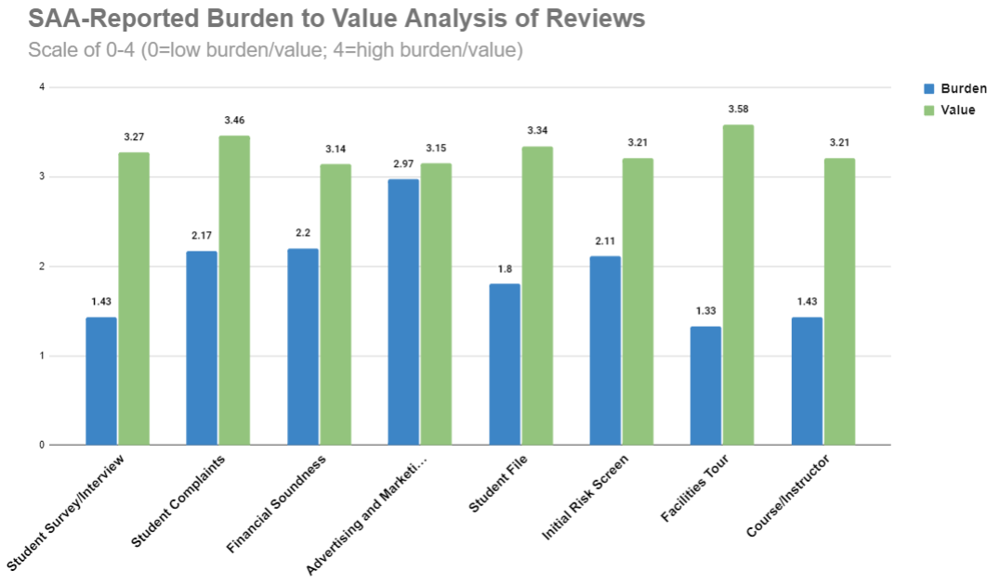 SAA-Reported Burden to Value Analysis of Reviews
Scale of 0-4 (0=low burden/value; 4=high burden/value)
Burden
Value
4
3
2
1
0
1.43
3.27
2.17
3.46
2.2
3.14
2.97
3.15
1.8
3.34
2.11
3.21
1.33
3.58
1.43
3.21
Student Survey/Interview
Student Complaints
Financial Soundness
Advertising and Marketi…
Student File
Initial Risk Screen
Facilities Tour
Course/Instructor